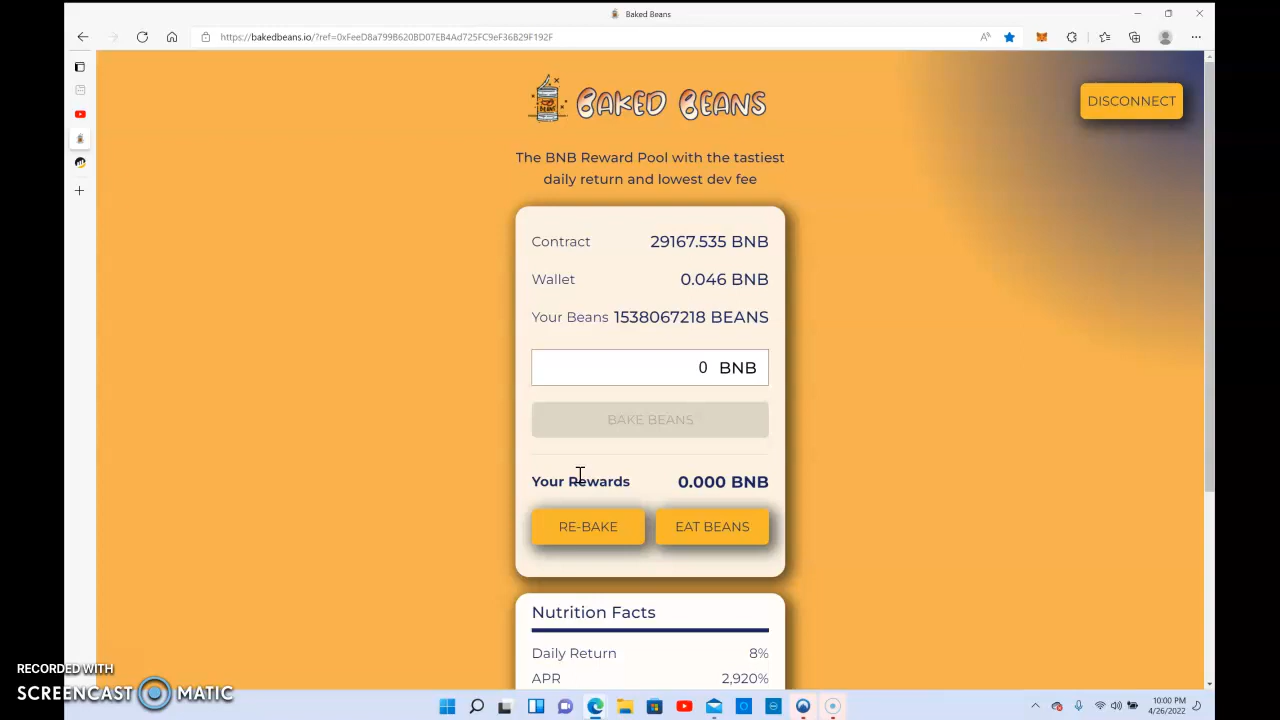 Baked Beans
https://bakedbeans.io/?ref=0xFeeD8a799B620BD07EB4Ad725FC9eF36B29F192F
BAKED BEANS
DISCONNECT
The BNB Reward Pool with the tastiest
daily return and lowest dev fee
Contract 29167.535 BNB
Wallet 0.046 BNB
Your Beans 1538067218 BEANS
0 BNB
BAKE BEANS
Your Rewards 0.000 BNB
RE-BAKE EAT BEANS
Nutrition Facts
Daily Return 8%
APR 2,920%
RECORDED WITH
SCREENCAST MATIC
10:00 PM
4/26/2022